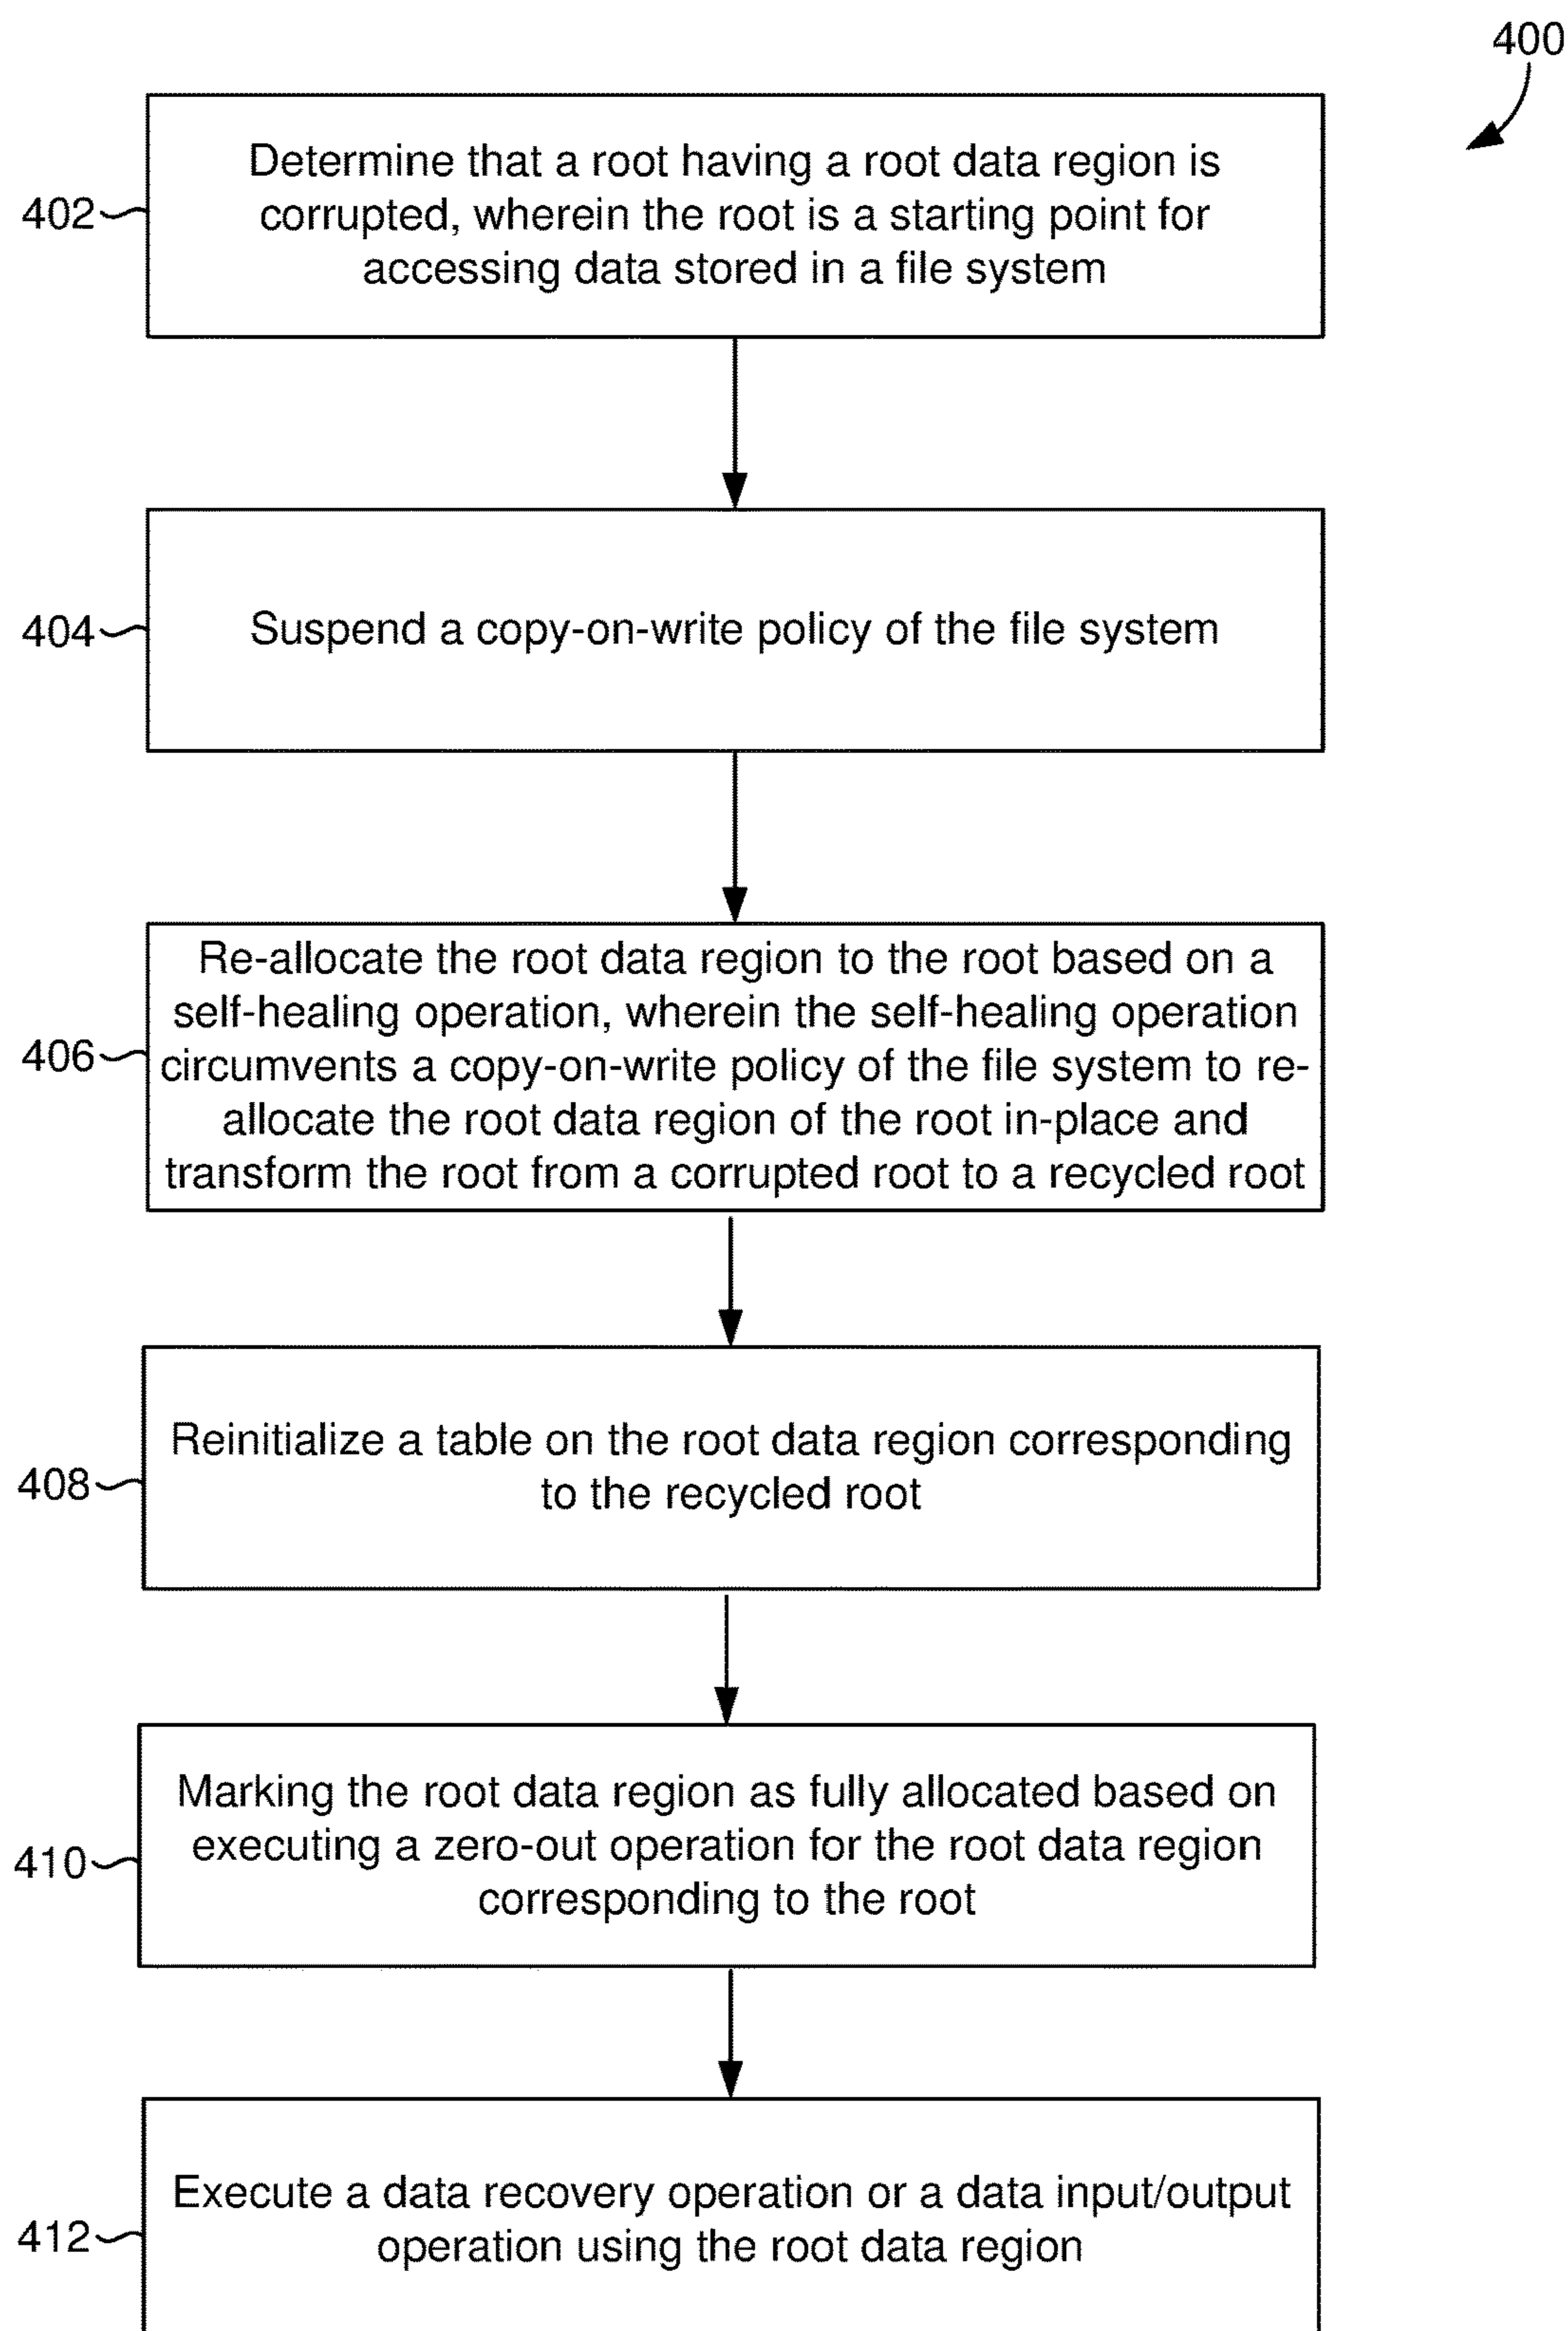 400
Determine that a root having a root data region is
402
corrupted, wherein the root is a starting point for
accessing data stored in a file system
404
Suspend a copy-on-write policy of the file system
Re-allocate the root data region to the root based on a
self-healing operation, wherein the self-healing operation
406
circumvents a copy-on-write policy of the file system to re-
allocate the root data region of the root in-place and
transform the root from a corrupted root to a recycled root
Reinitialize a table on the root data region corresponding
408
to the recycled root
Marking the root data region as fully allocated based on
410
executing a zero-out operation for the root data region
corresponding to the root
Execute a data recovery operation or a data input/output
412
operation using the root data region